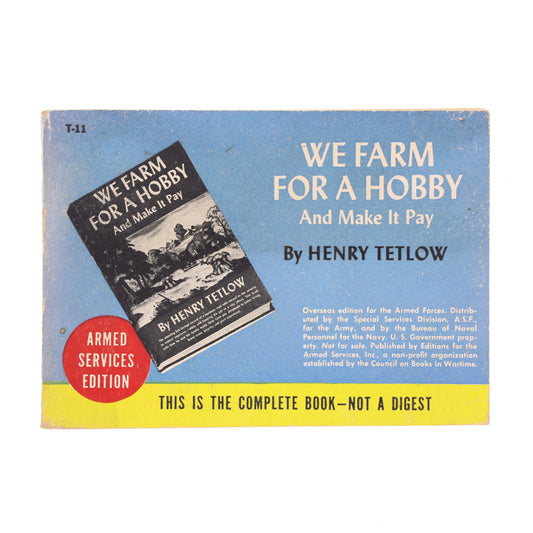 T-11
WE FARM
FOR A HOBBY
And Make It Pay
By HENRY TETLOW
WE FARM
FOR A HOBBY
And Make It Pay
By HENRY TETLOW
Overseas edition for the Armed Forces. Distrib-
uted by the Special Services Division, A.S.F.,
for the Army, and by the Bureau of Naval
Personnel for the Navy. U. S. Government prop-
erty. Not for sale. Published by Editions for the
Armed Services, Inc., a non-profit organization
established by the Council on Books in Wartime.
ARMED
SERVICES
EDITION
THIS IS THE COMPLETE BOOK—NOT A DIGEST